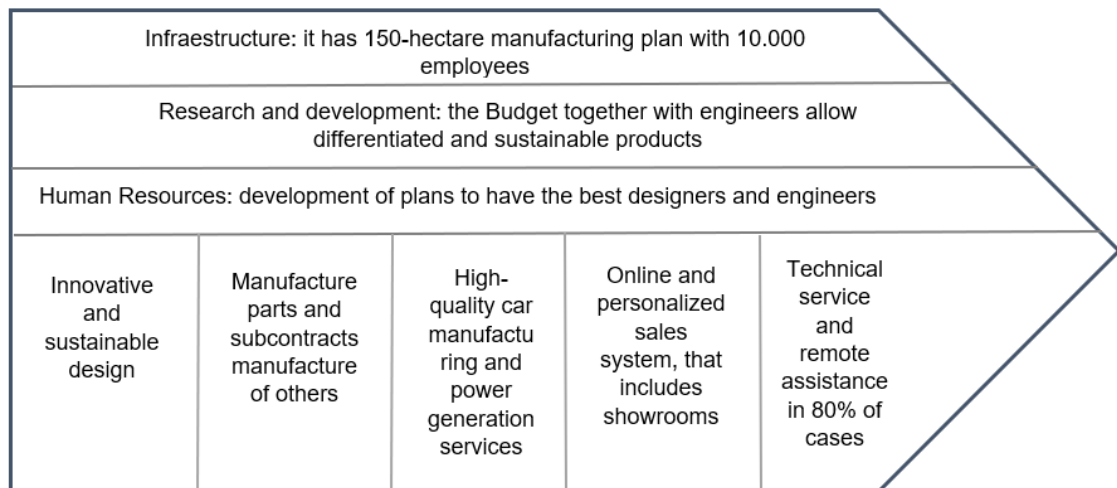 Infraestructure: it has 150-hectare manufacturing plan with 10.000
employees
Research and development: the Budget together with engineers allow
differentiated and sustainable products
Human Resources: development of plans to have the best designers and engineers
Innovative
and
sustainable
design
Manufacture
parts and
subcontracts
manufacture
of others
High-
quality car
manufactu
ring and
power
generation
services
Online and
personalized
sales
system, that
includes
showrooms
Technical
service
and
remote
assistance
in 80% of
cases